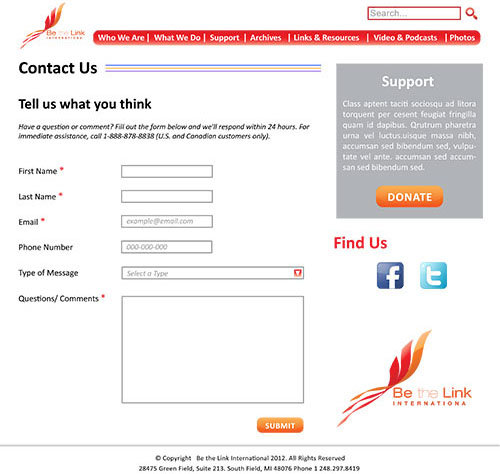 Be the Link
INTERNATIONAL
Search...
Who We Are | What We Do | Support | Archives | Links & Resources | Video & Podcasts | Photos
Contact Us
Tell us what you think
Have a question or comment? Fill out the form below and we'll respond within 24 hours. For
immediate assistance, call 1-888-878-8838 (U.S. and Canadian customers only).
First Name *
Last Name *
Email * example@email.com
Phone Number 000-000-000
Type of Message Select a Type
Questions/ Comments *
SUBMIT
Support
Class aptent taciti sociosqu ad litora
torquent per cesent feugiat fringilla
quam id dapibus. Qrutrum pharetra
urna vel luctus.uisque massa nibh,
accumsan sed bibendum sed, vulpu-
tate vel ante. accumsan sed accum-
san sed bibendum sed.
DONATE
Find Us
f
t
Be the Link
INTERNATIONA
© Copyright Be the Link International 2012. All Rights Reserved
28475 Green Field, Suite 213. South Field, MI 48076 Phone 1 248.297.8419